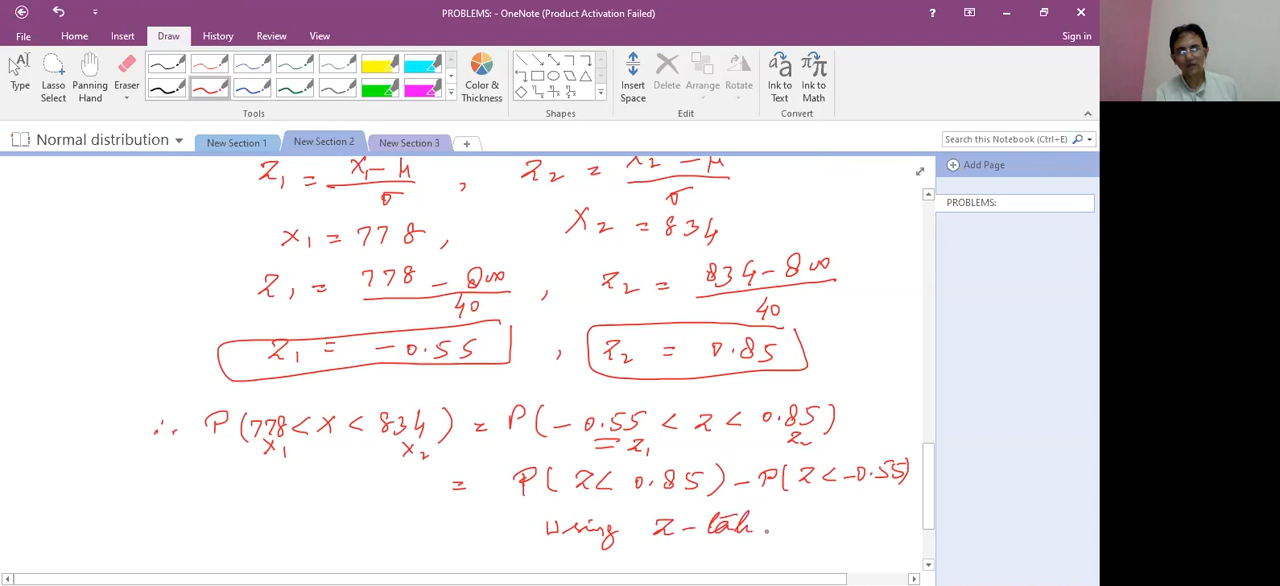 PROBLEMS: - OneNote (Product Activation Failed)
File Home Insert Draw History Review View Sign in
Type Lasso Select Panning Hand Eraser Color & Thickness Insert Space Delete Arrange Rotate Ink to Text Ink to Math
Tools Shapes Edit Convert
Normal distribution New Section 1 New Section 2 New Section 3 Search this Notebook (Ctrl+E)
Add Page
PROBLEMS:
Z₁ = (x₁ - μ)/σ , Z₂ = (x₂ - μ)/σ
x₁ = 778 , x₂ = 834
Z₁ = (778 - 800)/40 , Z₂ = (834 - 800)/40
Z₁ = -0.55 , Z₂ = 0.85
∴ P(778 < X < 834) = P(-0.55 < Z < 0.85)
x₁ x₂ = z₁ z₂
= P(Z < 0.85) - P(Z < -0.55)
Using Z-tab